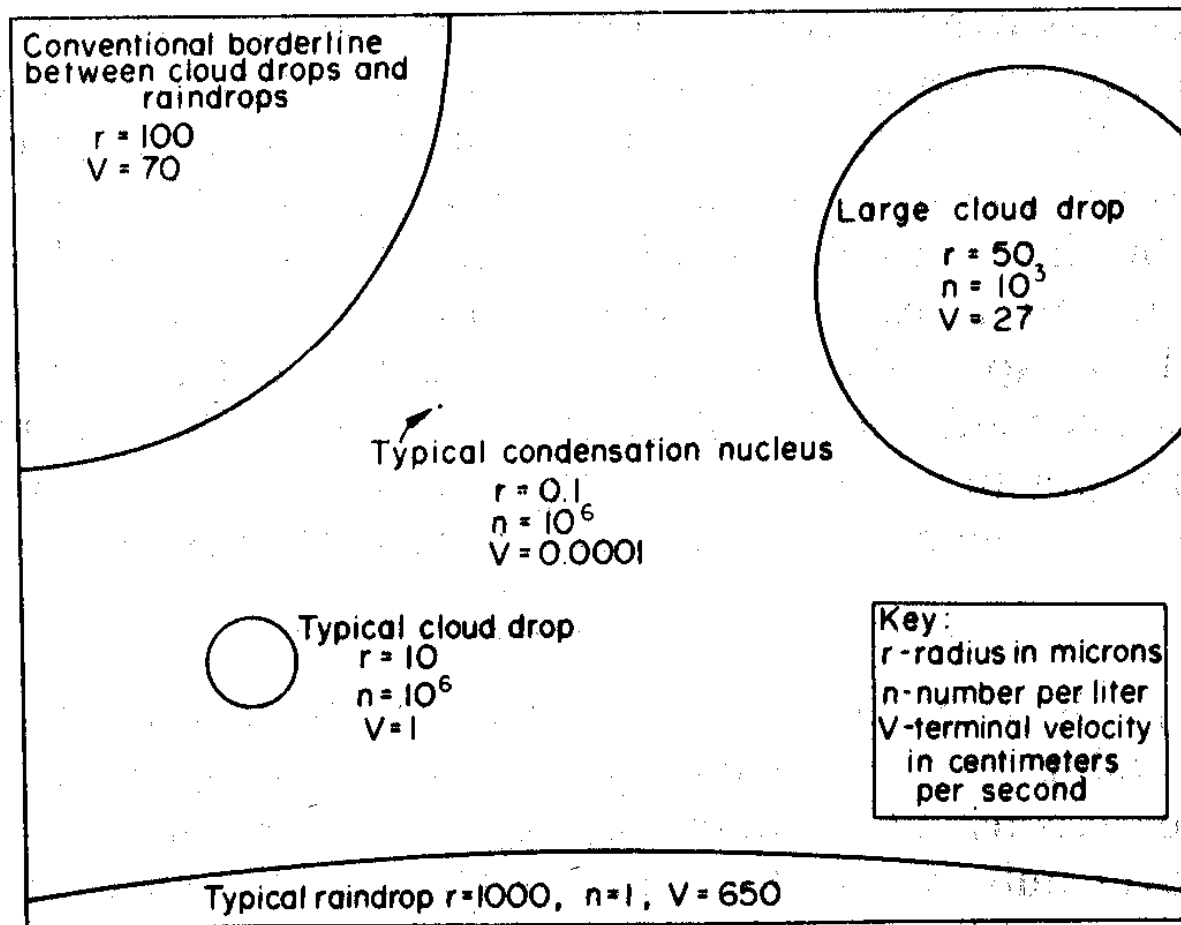 Conventional borderline
between cloud drops and
raindrops
r = 100
V = 70
Large cloud drop
r = 50,
n = 10³
V = 27
Typical condensation nucleus
r = 0.1
n = 10⁶
V = 0.0001
Typical cloud drop
r = 10
n = 10⁶
V = 1
Key:
r-radius in microns
n-number per liter
V-terminal velocity
in centimeters
per second
Typical raindrop r=1000, n=1, V=650